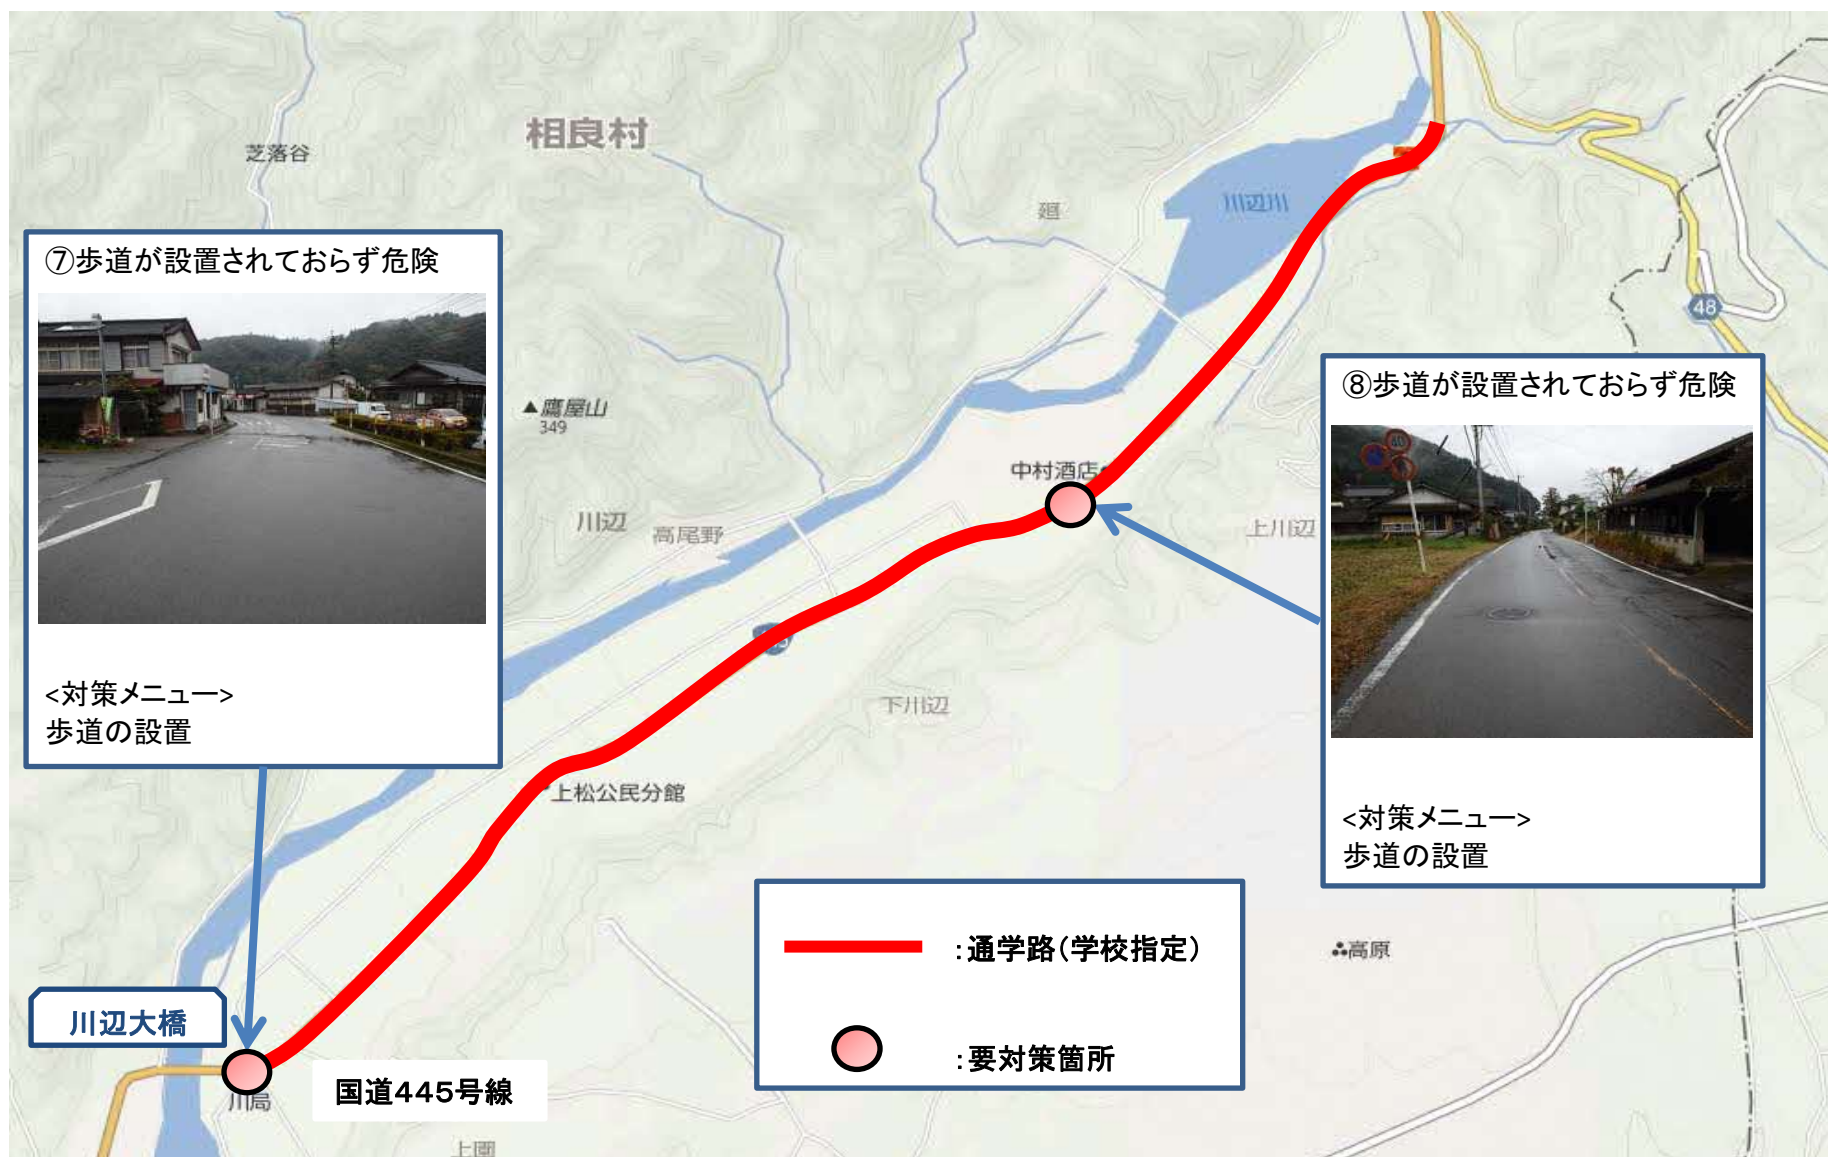 相良村
芝落谷
廻
川辺川
48
⑦歩道が設置されておらず危険
<対策メニュー>
歩道の設置
▲鷹屋山
349
中村酒店
川辺
高尾野
上川辺
下川辺
⑧歩道が設置されておらず危険
40
<対策メニュー>
歩道の設置
上松公民分館
:通学路(学校指定)
:要対策箇所
高原
川辺大橋
国道445号線
川局
上園